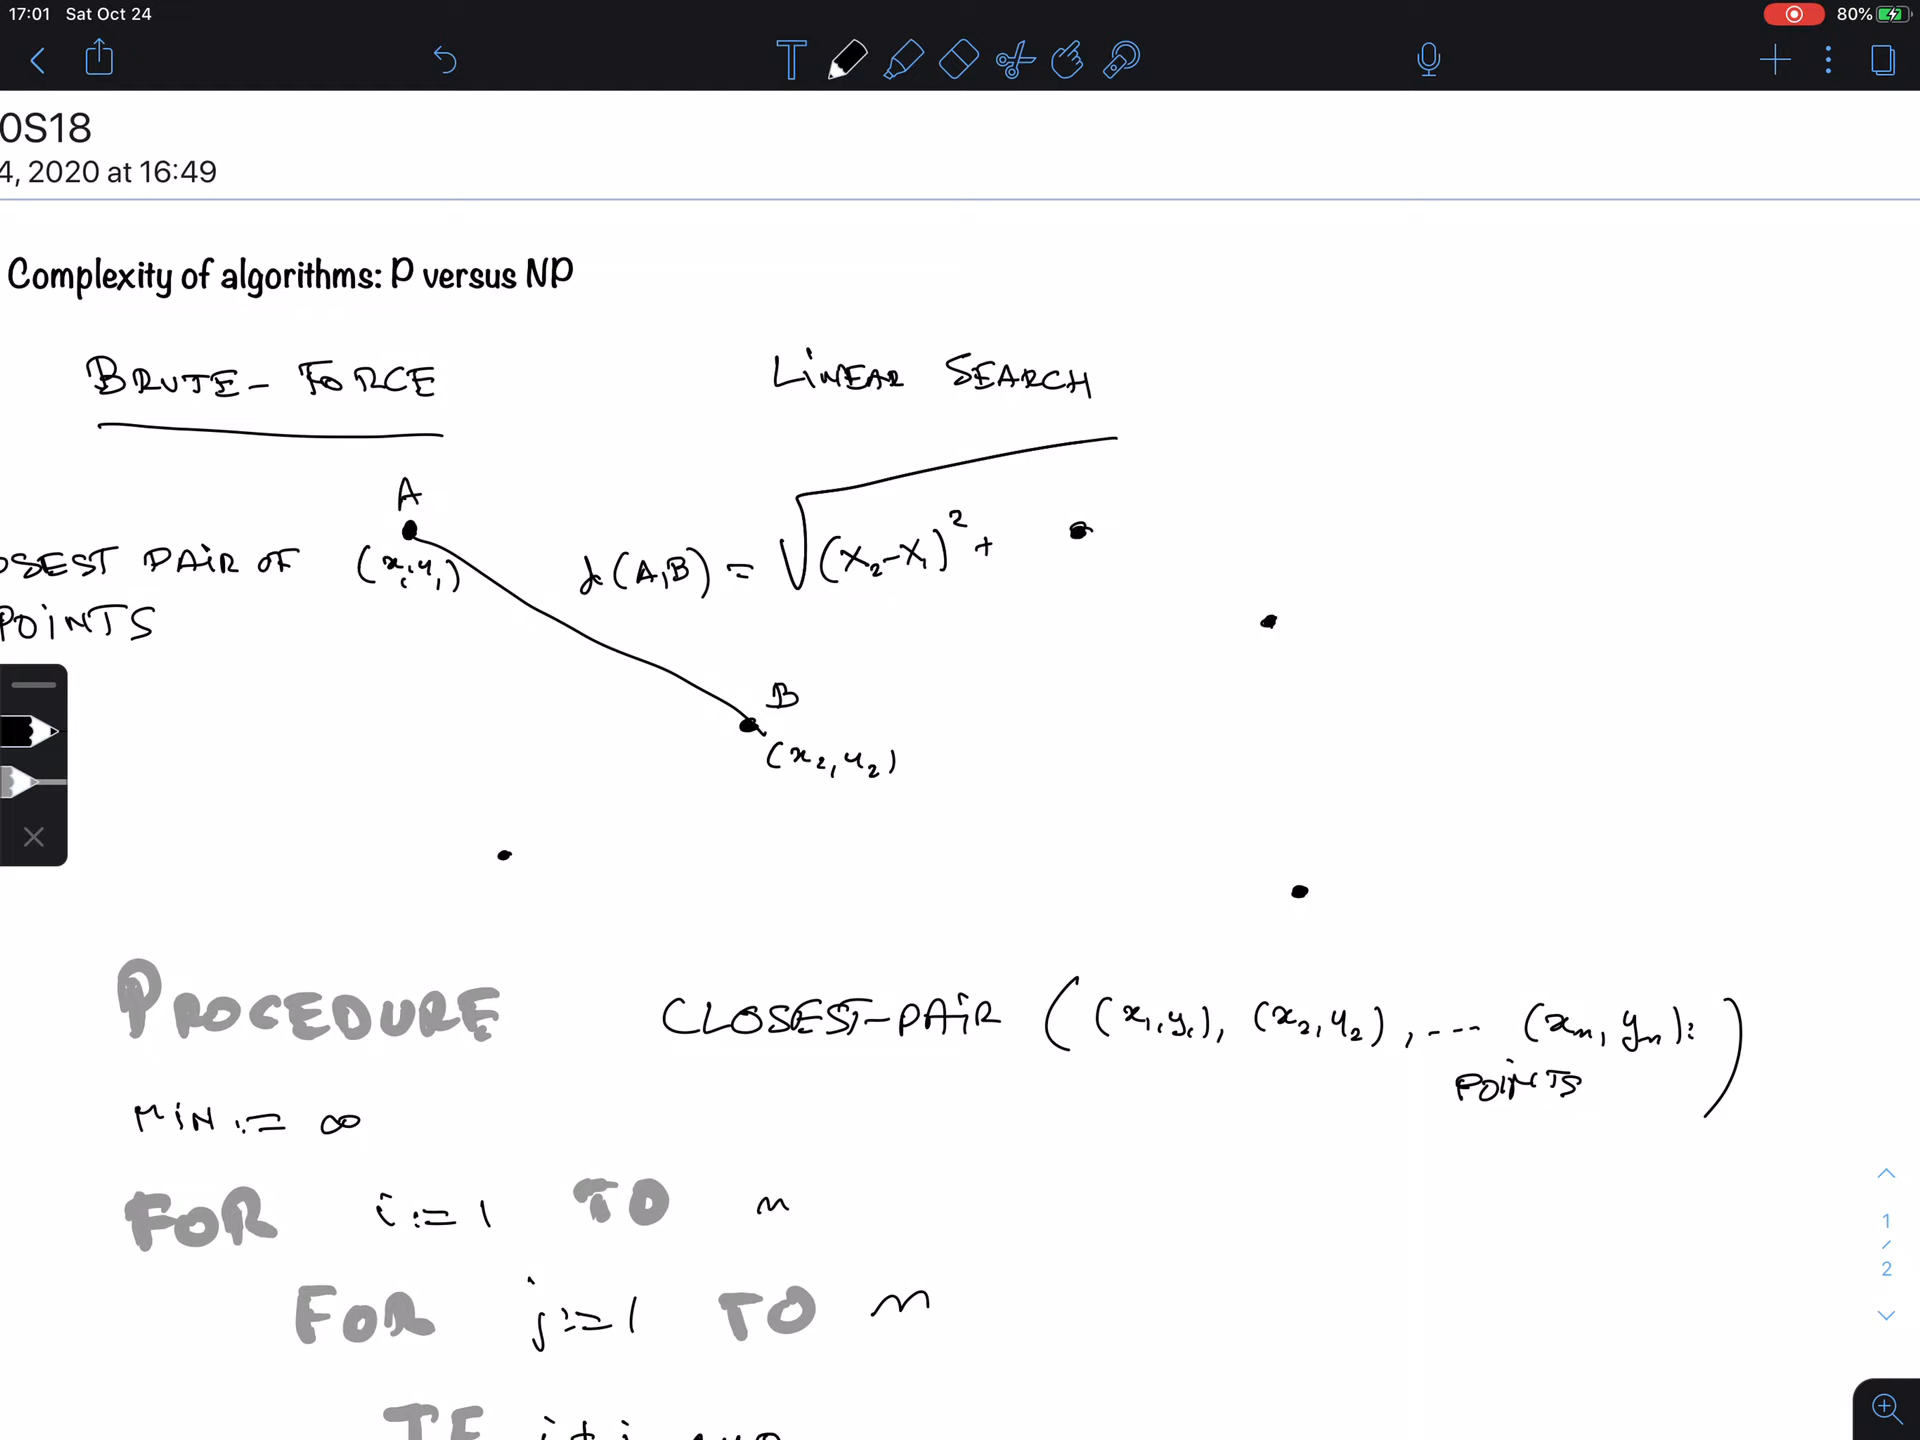 17:01 Sat Oct 24
80%
OS18
4, 2020 at 16:49
Complexity of algorithms: P versus NP
BRUTE-FORCE
LINEAR SEARCH
A
OSEST PAIR OF
(x₁,y₁)
d(A,B) = √(x₂-x₁)² +
POINTS
B
(x₂,y₂)
PROCEDURE CLOSEST-PAIR ((x₁,y₁), (x₂,y₂), ... (xₙ, yₙ): POINTS)
MIN := ∞
FOR i := 1 TO n
FOR j := 1 TO n
1
/
2